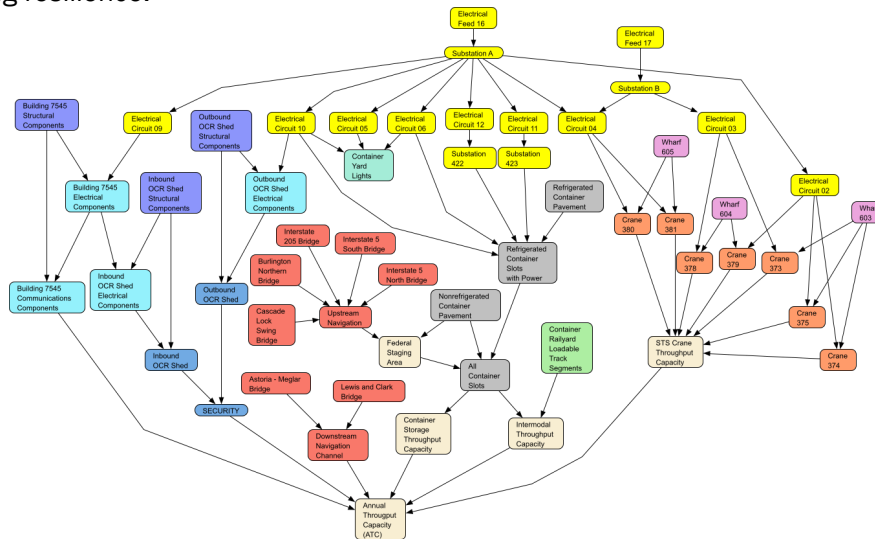 g resilience.
Electrical
Feed 16
Electrical
Feed 17
Substation A
Substation B
Building 7545
Structural
Components
Electrical
Circuit 09
Outbound
OCR Shed
Structural
Components
Electrical
Circuit 10
Electrical
Circuit 05
Electrical
Circuit 06
Electrical
Circuit 12
Electrical
Circuit 11
Electrical
Circuit 04
Electrical
Circuit 03
Container
Yard
Lights
Substation
422
Substation
423
Wharf
605
Building 7545
Electrical
Components
Inbound
OCR Shed
Structural
Components
Outbound
OCR Shed
Electrical
Components
Refrigerated
Container
Pavement
Electrical
Circuit 02
Wharf
604
Wha
603
Crane
380
Crane
381
Interstate
205 Bridge
Interstate 5
South Bridge
Refrigerated
Container
Slots
with Power
Crane
378
Crane
379
Crane
373
Burlington
Northern
Bridge
Interstate 5
North Bridge
Building 7545
Communications
Components
Inbound
OCR Shed
Electrical
Components
Outbound
OCR Shed
Cascade
Lock
Swing
Bridge
Upstream
Navigation
Nonrefrigerated
Container
Pavement
Crane
375
Container
Railyard
Loadable
Track
Segments
Federal
Staging
Area
STS Crane
Throughput
Capacity
Inbound
OCR Shed
All
Container
Slots
Crane
374
Astoria - Meglar
Bridge
Lewis and Clark
Bridge
SECURITY
Downstream
Navigation
Channel
Container
Storage
Throughput
Capacity
Intermodal
Throughput
Capacity
Annual
Througput
Capacity
(ATC)